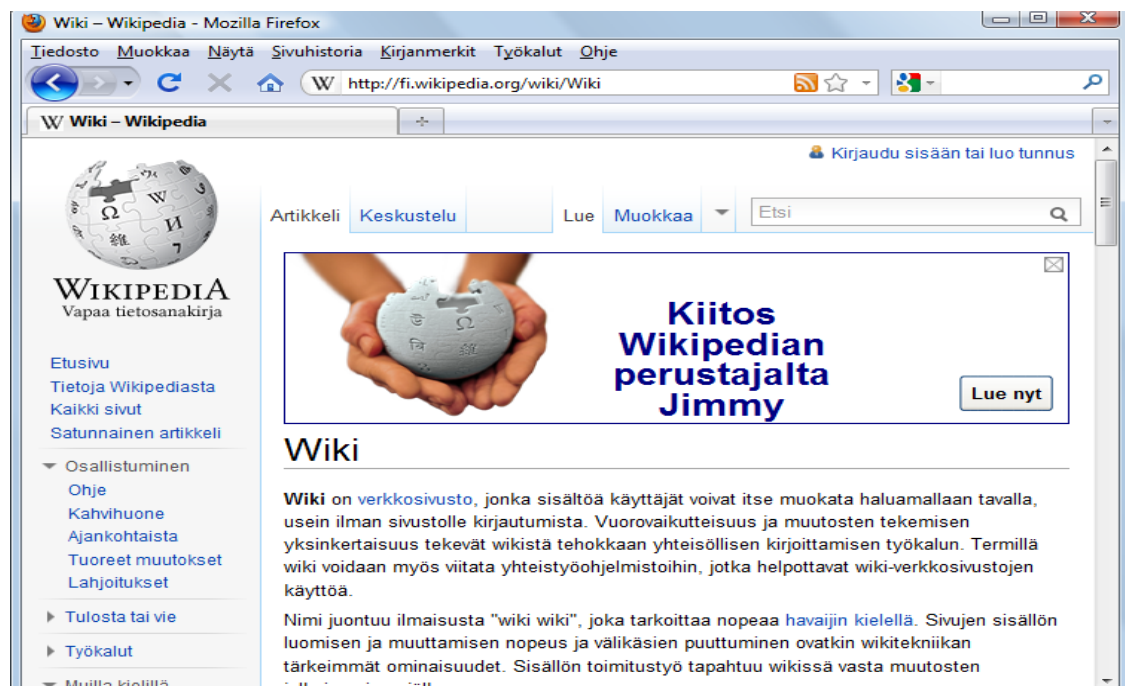 Wiki – Wikipedia - Mozilla Firefox
Tiedosto Muokkaa Näytä Sivuhistoria Kirjanmerkit Työkalut Ohje
W http://fi.wikipedia.org/wiki/Wiki
W Wiki – Wikipedia
Kirjaudu sisään tai luo tunnus
Artikkeli Keskustelu Lue Muokkaa Etsi
Ω W И 維 7
WIKIPEDIA
Vapaa tietosanakirja
Etusivu
Tietoja Wikipediasta
Kaikki sivut
Satunnainen artikkeli
Osallistuminen
Ohje
Kahvihuone
Ajankohtaista
Tuoreet muutokset
Lahjoitukset
Tulosta tai vie
Työkalut
Muilla kielillä
Kiitos
Wikipedian
perustajalta
Jimmy
Lue nyt
Wiki
Wiki on verkkosivusto, jonka sisältöä käyttäjät voivat itse muokata haluamallaan tavalla,
usein ilman sivustolle kirjautumista. Vuorovaikutteisuus ja muutosten tekemisen
yksinkertaisuus tekevät wikistä tehokkaan yhteisöllisen kirjoittamisen työkalun. Termillä
wiki voidaan myös viitata yhteistyöohjelmistoihin, jotka helpottavat wiki-verkkosivustojen
käyttöä.
Nimi juontuu ilmaisusta "wiki wiki", joka tarkoittaa nopeaa havaijin kielellä. Sivujen sisällön
luomisen ja muuttamisen nopeus ja välikäsien puuttuminen ovatkin wikitekniikan
tärkeimmät ominaisuudet. Sisällön toimitustyö tapahtuu wikissä vasta muutosten